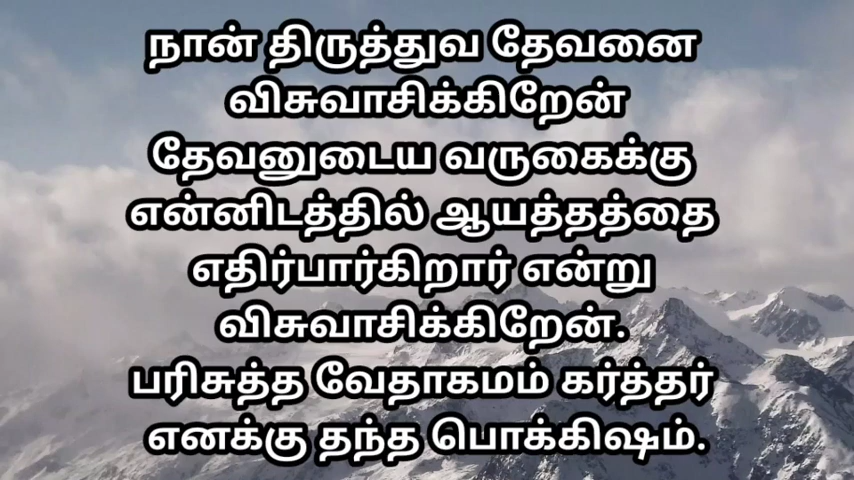 நான் திருத்துவ தேவனை
விசுவாசிக்கிறேன்
தேவனுடைய வருகைக்கு
என்னிடத்தில் ஆயத்தத்தை
எதிர்பார்கிறார் என்று
விசுவாசிக்கிறேன்.
பரிசுத்த வேதாகமம் கர்த்தர்
எனக்கு தந்த பொக்கிஷம்.